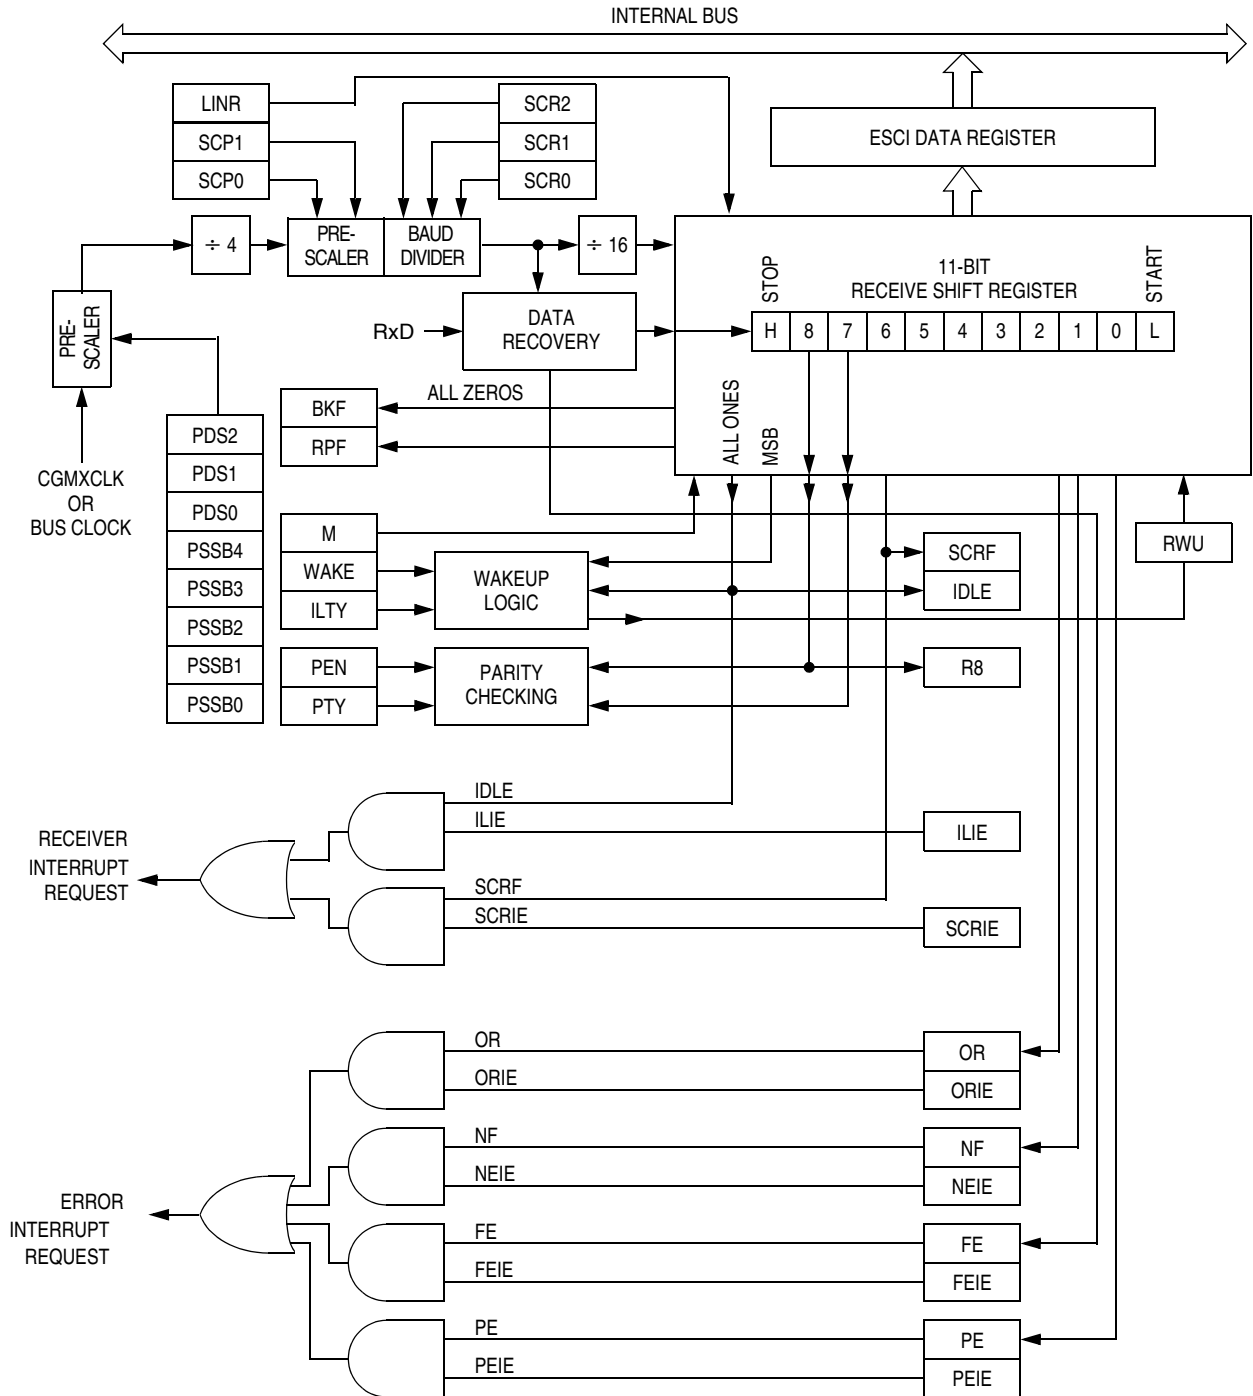 INTERNAL BUS
LINR
SCP1
SCP0
SCR2
SCR1
SCR0
ESCI DATA REGISTER
÷ 4
PRE-
SCALER
BAUD
DIVIDER
÷ 16
STOP
11-BIT
RECEIVE SHIFT REGISTER
START
H 8 7 6 5 4 3 2 1 0 L
PRE-
SCALER
RxD
DATA
RECOVERY
ALL ZEROS
BKF
RPF
ALL ONES
MSB
CGMXCLK
OR
BUS CLOCK
PDS2
PDS1
PDS0
PSSB4
PSSB3
PSSB2
PSSB1
PSSB0
M
WAKE
ILTY
WAKEUP
LOGIC
SCRF
IDLE
RWU
PEN
PTY
PARITY
CHECKING
R8
RECEIVER
INTERRUPT
REQUEST
IDLE
ILIE
ILIE
SCRF
SCRIE
SCRIE
ERROR
INTERRUPT
REQUEST
OR
ORIE
OR
ORIE
NF
NEIE
NF
NEIE
FE
FEIE
FE
FEIE
PE
PEIE
PE
PEIE